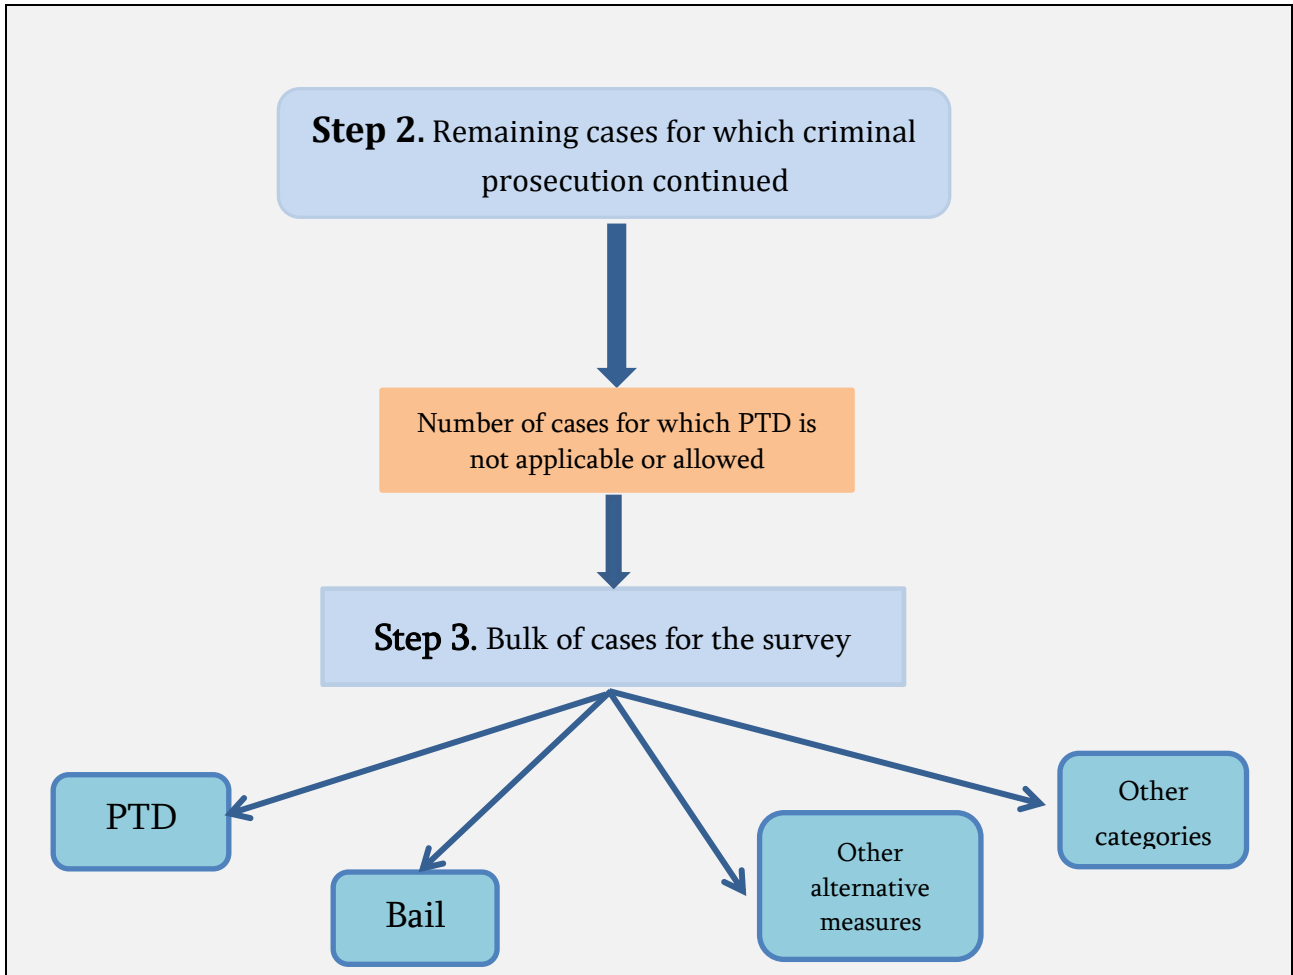 Step 2. Remaining cases for which criminal
prosecution continued
Number of cases for which PTD is
not applicable or allowed
Step 3. Bulk of cases for the survey
PTD
Bail
Other
alternative
measures
Other
categories